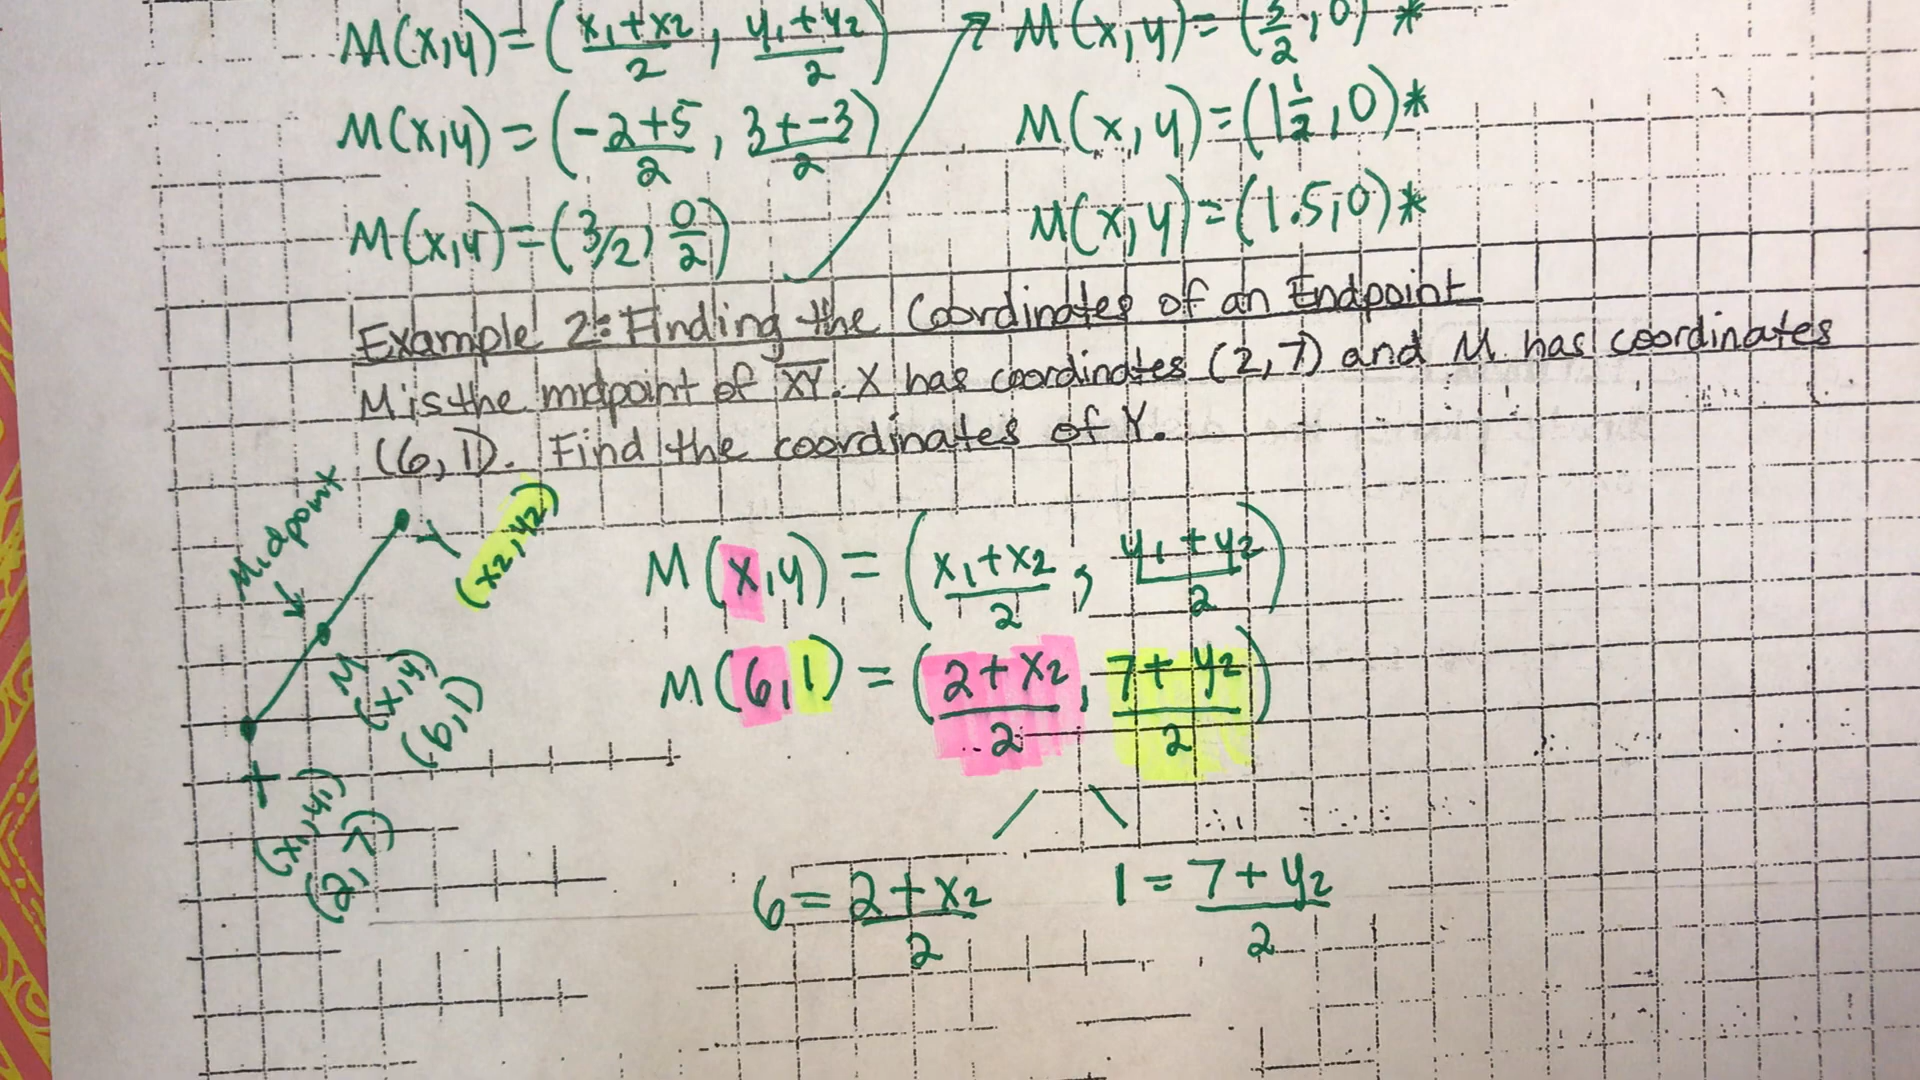 M(x,y)=(x₁+x₂/2, y₁+y₂/2)
M(x,y)=(-2+5/2, 3+-3/2)
M(x,y)=(3/2, 0/2)
M(x,y)=(3/2,0)*
M(x,y)=(1½,0)*
M(x,y)=(1.5,0)*
Example 2: Finding the Coordinates of an Endpoint
M is the midpoint of XY. X has coordinates (2,7) and M has coordinates
(6,1). Find the coordinates of Y.
Midpoint
Y
(x₂,y₂)
M
(x,y)
(6,1)
X
(x₁,y₁)
(2,7)
M(x,y) = (x₁+x₂/2, y₁+y₂/2)
M(6,1) = (2+x₂/2, 7+y₂/2)
6=2+x₂/2
1=7+y₂/2